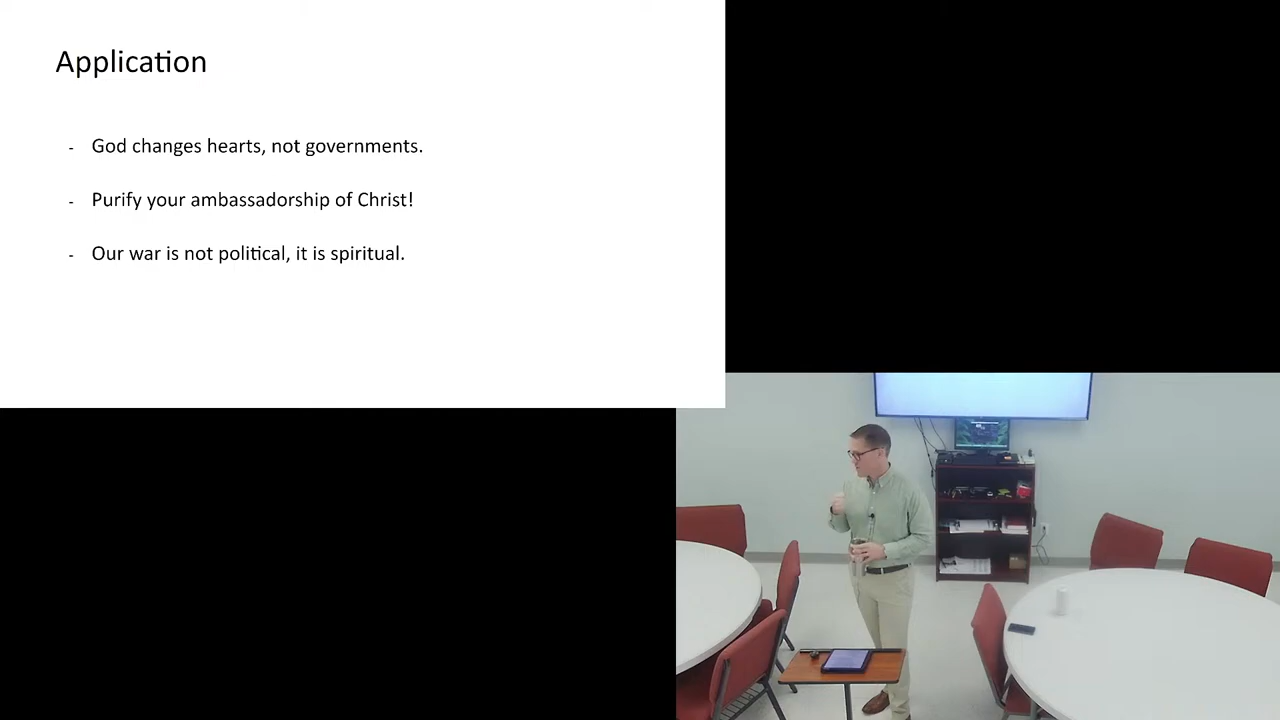 Application
- God changes hearts, not governments.
- Purify your ambassadorship of Christ!
- Our war is not political, it is spiritual.